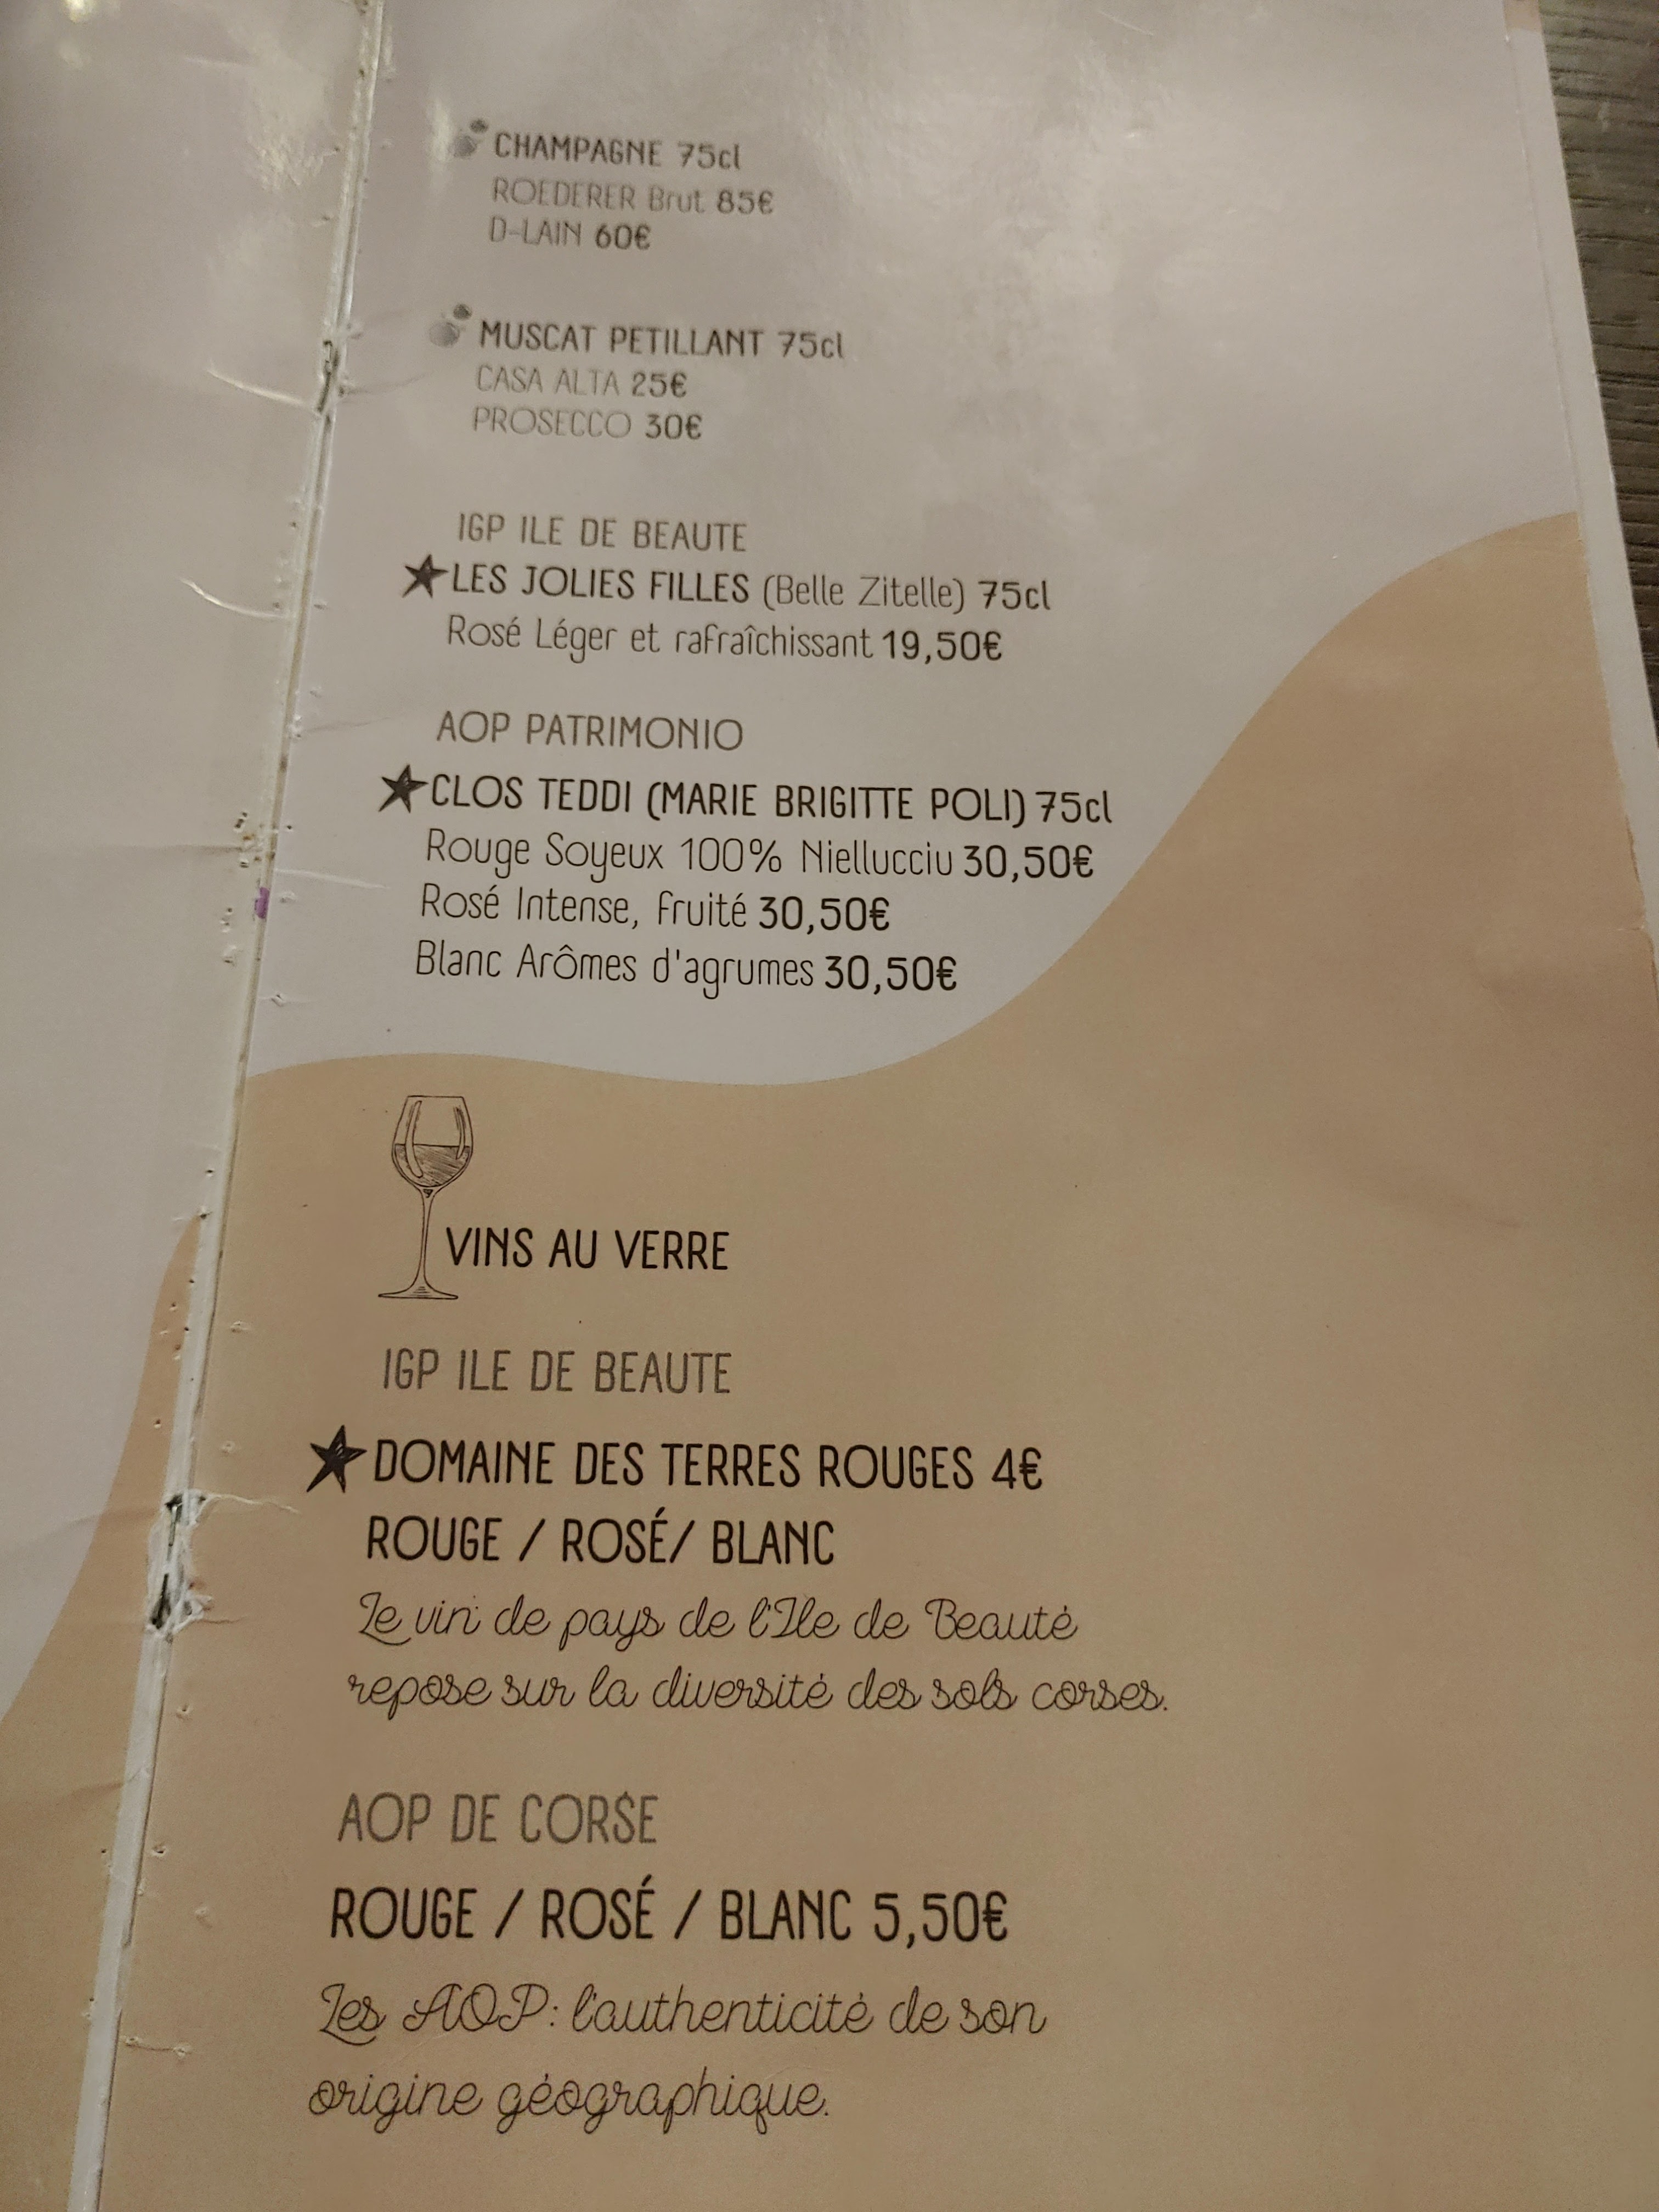 CHAMPAGNE 75cl
ROEDERER Brut 85€
D-LAIN 60€
MUSCAT PETILLANT 75cl
CASA ALTA 25€
PROSECCO 30€
IGP ILE DE BEAUTE
LES JOLIES FILLES (Belle Zitelle) 75cl
Rosé Léger et rafraîchissant 19,50€
AOP PATRIMONIO
CLOS TEDDI (MARIE BRIGITTE POLI) 75cl
Rouge Soyeux 100% Niellucciu 30,50€
Rosé Intense, fruité 30,50€
Blanc Arômes d'agrumes 30,50€
VINS AU VERRE
IGP ILE DE BEAUTE
DOMAINE DES TERRES ROUGES 4€
ROUGE / ROSÉ/ BLANC
Le vin de pays de l'Ile de Beauté
repose sur la diversité des sols corses.
AOP DE CORSE
ROUGE / ROSÉ / BLANC 5,50€
Les AOP: l'authenticité de son
origine géographique.